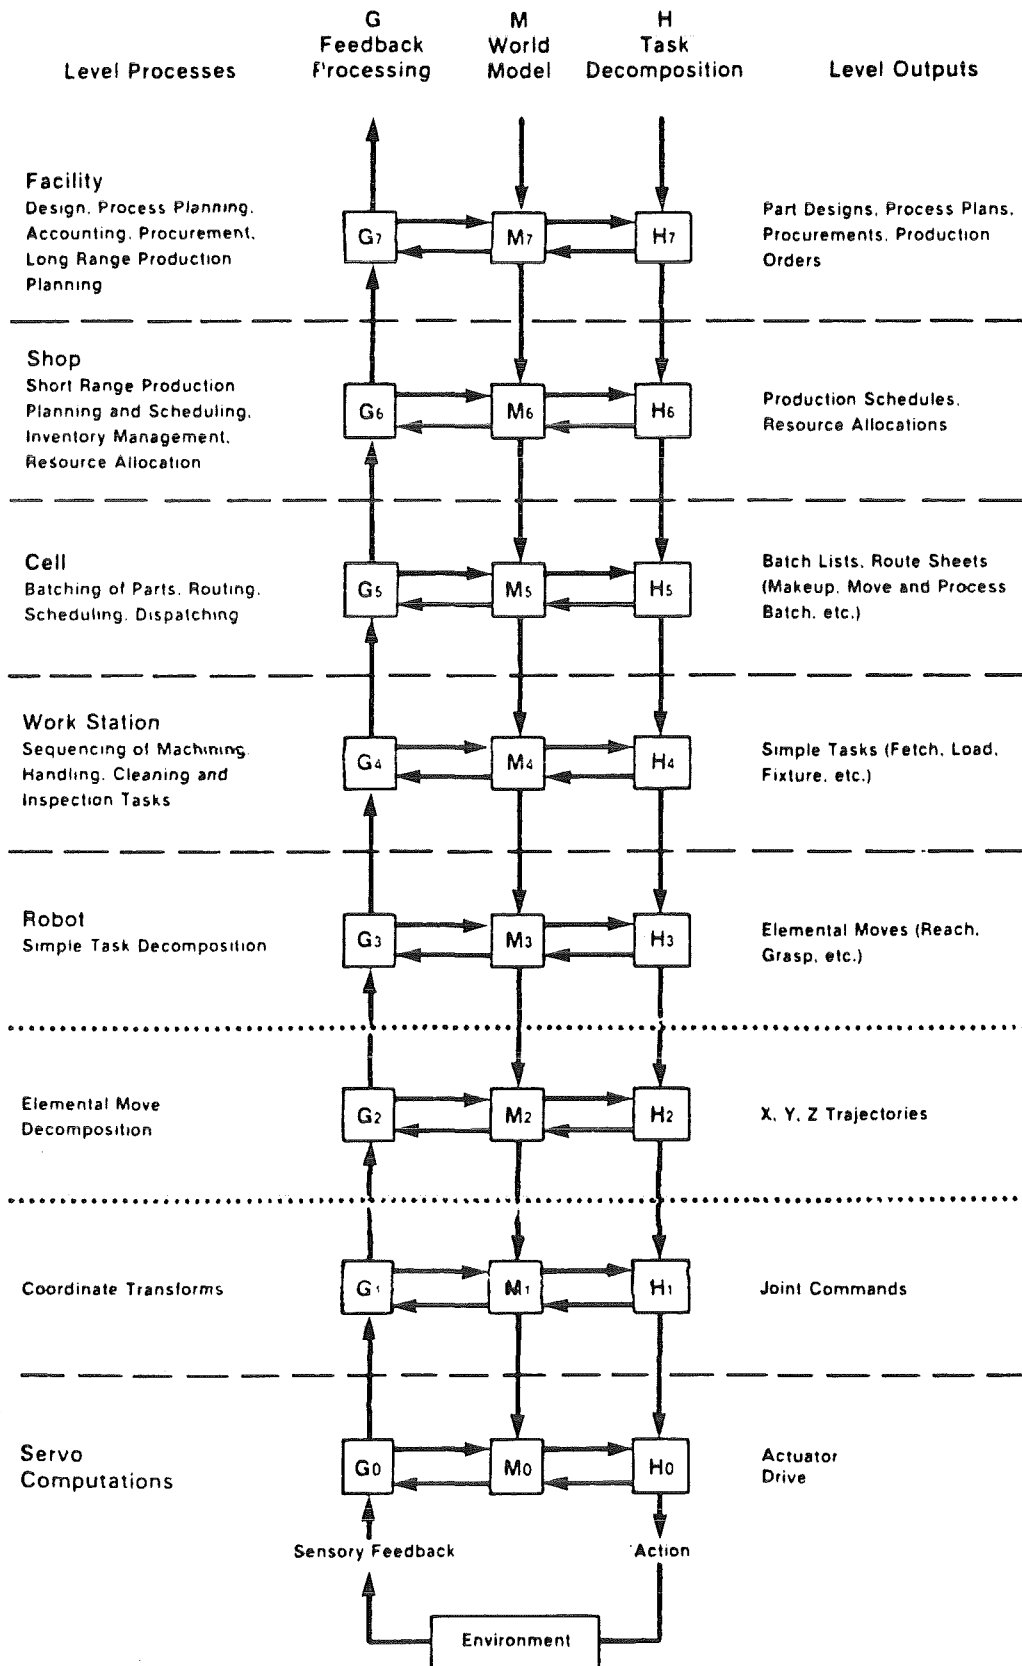 G
M
H
Level Processes
Feedback
Processing
World
Model
Task
Decomposition
Level Outputs
Facility
Design, Process Planning,
Accounting, Procurement,
Long Range Production
Planning
G7
M7
H7
Part Designs, Process Plans,
Procurements, Production
Orders
Shop
Short Range Production
Planning and Scheduling,
Inventory Management,
Resource Allocation
G6
M6
H6
Production Schedules,
Resource Allocations
Cell
Batching of Parts, Routing,
Scheduling, Dispatching
G5
M5
H5
Batch Lists, Route Sheets
(Makeup, Move and Process
Batch, etc.)
Work Station
Sequencing of Machining,
Handling, Cleaning and
Inspection Tasks
G4
M4
H4
Simple Tasks (Fetch, Load,
Fixture, etc.)
Robot
Simple Task Decomposition
G3
M3
H3
Elemental Moves (Reach,
Grasp, etc.)
Elemental Move
Decomposition
G2
M2
H2
X, Y, Z Trajectories
Coordinate Transforms
G1
M1
H1
Joint Commands
Servo
Computations
G0
M0
H0
Actuator
Drive
Sensory Feedback
Action
Environment